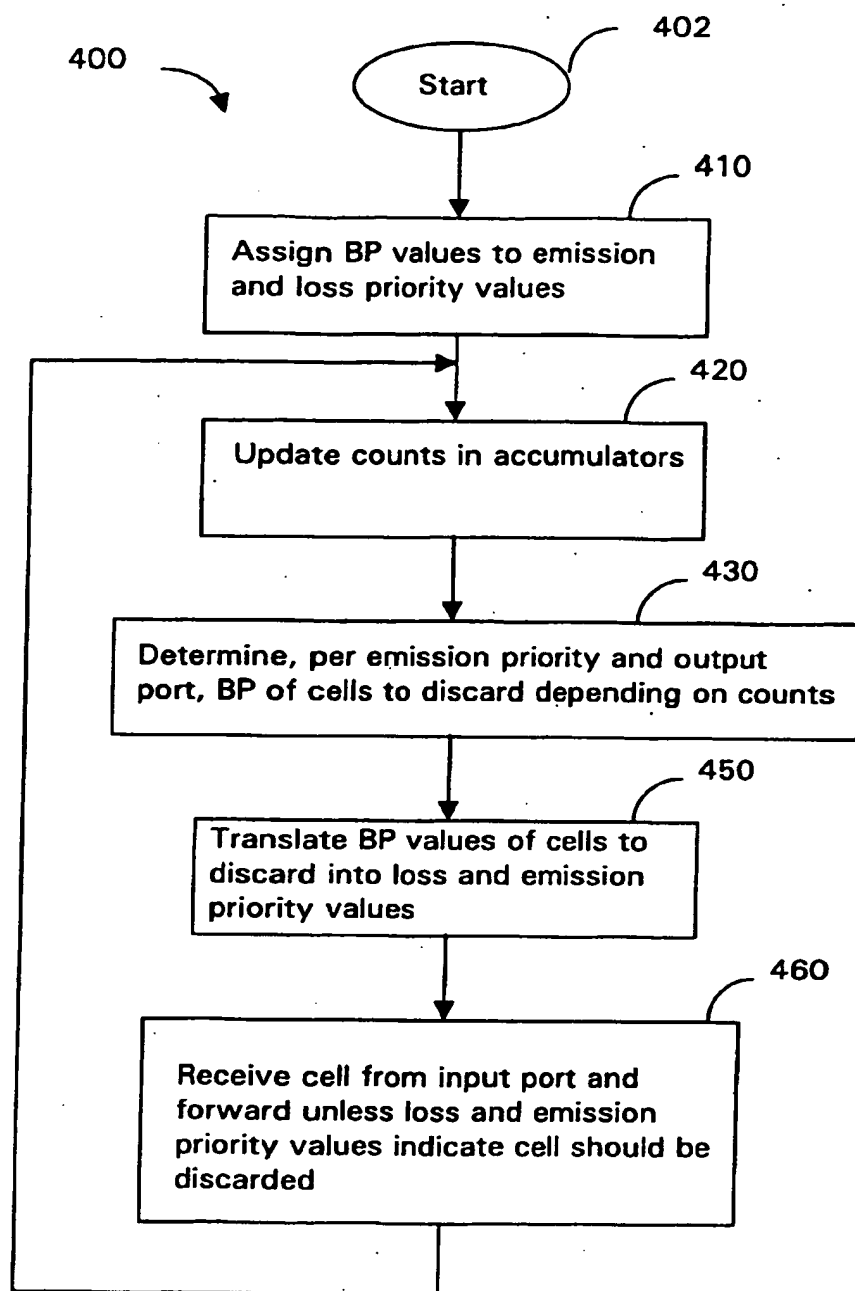 402
400
Start
410
Assign BP values to emission
and loss priority values
420
Update counts in accumulators
430
Determine, per emission priority and output
port, BP of cells to discard depending on counts
450
Translate BP values of cells to
discard into loss and emission
priority values
460
Receive cell from input port and
forward unless loss and emission
priority values indicate cell should be
discarded